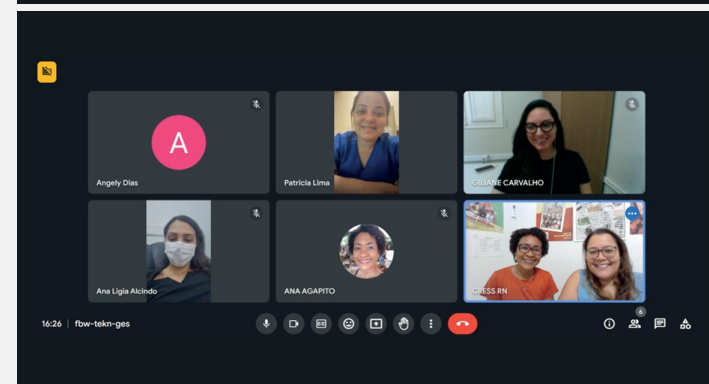 A
Angely Dias
Patricia Lima
GILIANE CARVALHO
Ana Ligia Alcindo
ANA AGAPITO
CRESS RN
16:26 | fbw-tekn-ges
6